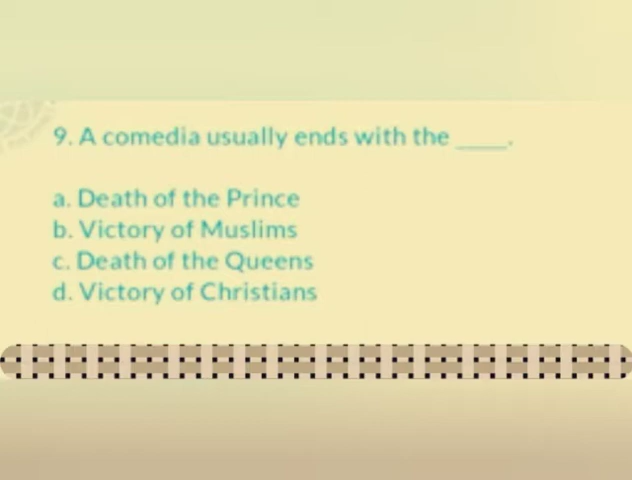 9. A comedia usually ends with the ____.
a. Death of the Prince
b. Victory of Muslims
c. Death of the Queens
d. Victory of Christians